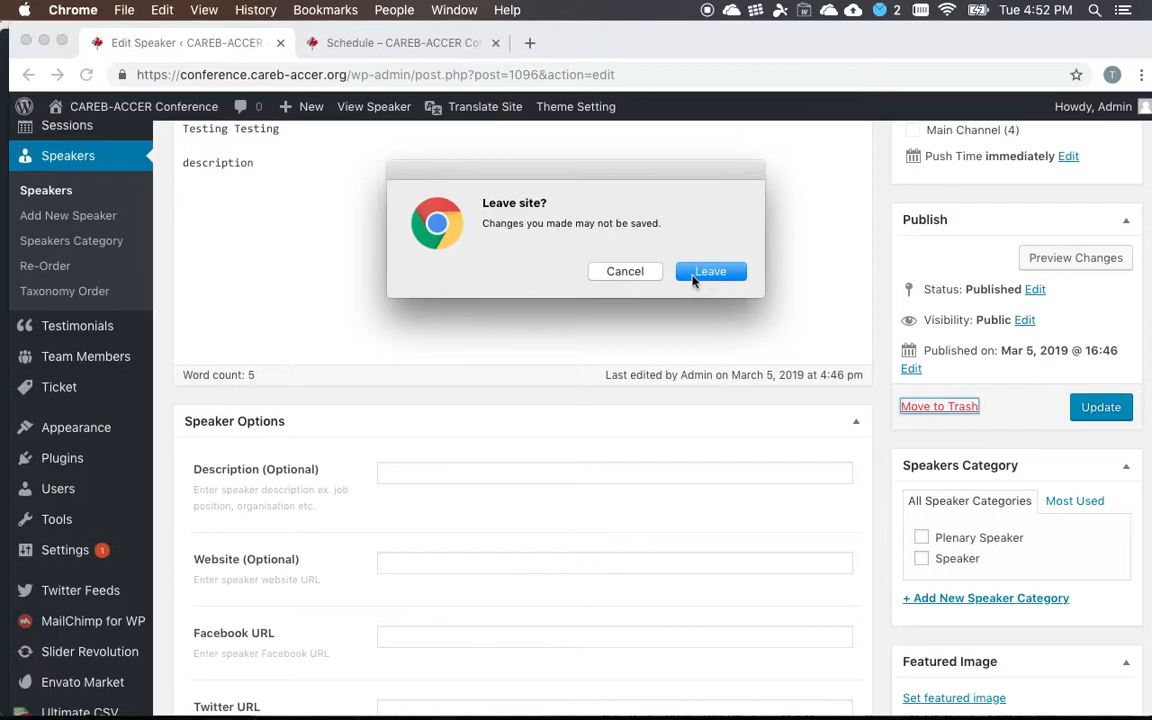 Chrome File Edit View History Bookmarks People Window Help 2 Tue 4:52 PM
Edit Speaker ‹ CAREB-ACCER
Schedule – CAREB-ACCER Con
https://conference.careb-accer.org/wp-admin/post.php?post=1096&action=edit
T
CAREB-ACCER Conference 0 New View Speaker Translate Site Theme Setting Howdy, Admin
Sessions
Speakers
Speakers
Add New Speaker
Speakers Category
Re-Order
Taxonomy Order
Testimonials
Team Members
Ticket
Appearance
Plugins
Users
Tools
Settings 1
Twitter Feeds
MailChimp for WP
Slider Revolution
Envato Market
Ultimate CSV
Testing Testing
description
Leave site?
Changes you made may not be saved.
Cancel
Leave
Word count: 5
Last edited by Admin on March 5, 2019 at 4:46 pm
Speaker Options
Description (Optional)
Enter speaker description ex. job
position, organisation etc.
Website (Optional)
Enter speaker website URL
Facebook URL
Enter speaker Facebook URL
Twitter URL
Main Channel (4)
Push Time immediately Edit
Publish
Preview Changes
Status: Published Edit
Visibility: Public Edit
Published on: Mar 5, 2019 @ 16:46
Edit
Move to Trash
Update
Speakers Category
All Speaker Categories
Most Used
Plenary Speaker
Speaker
+ Add New Speaker Category
Featured Image
Set featured image